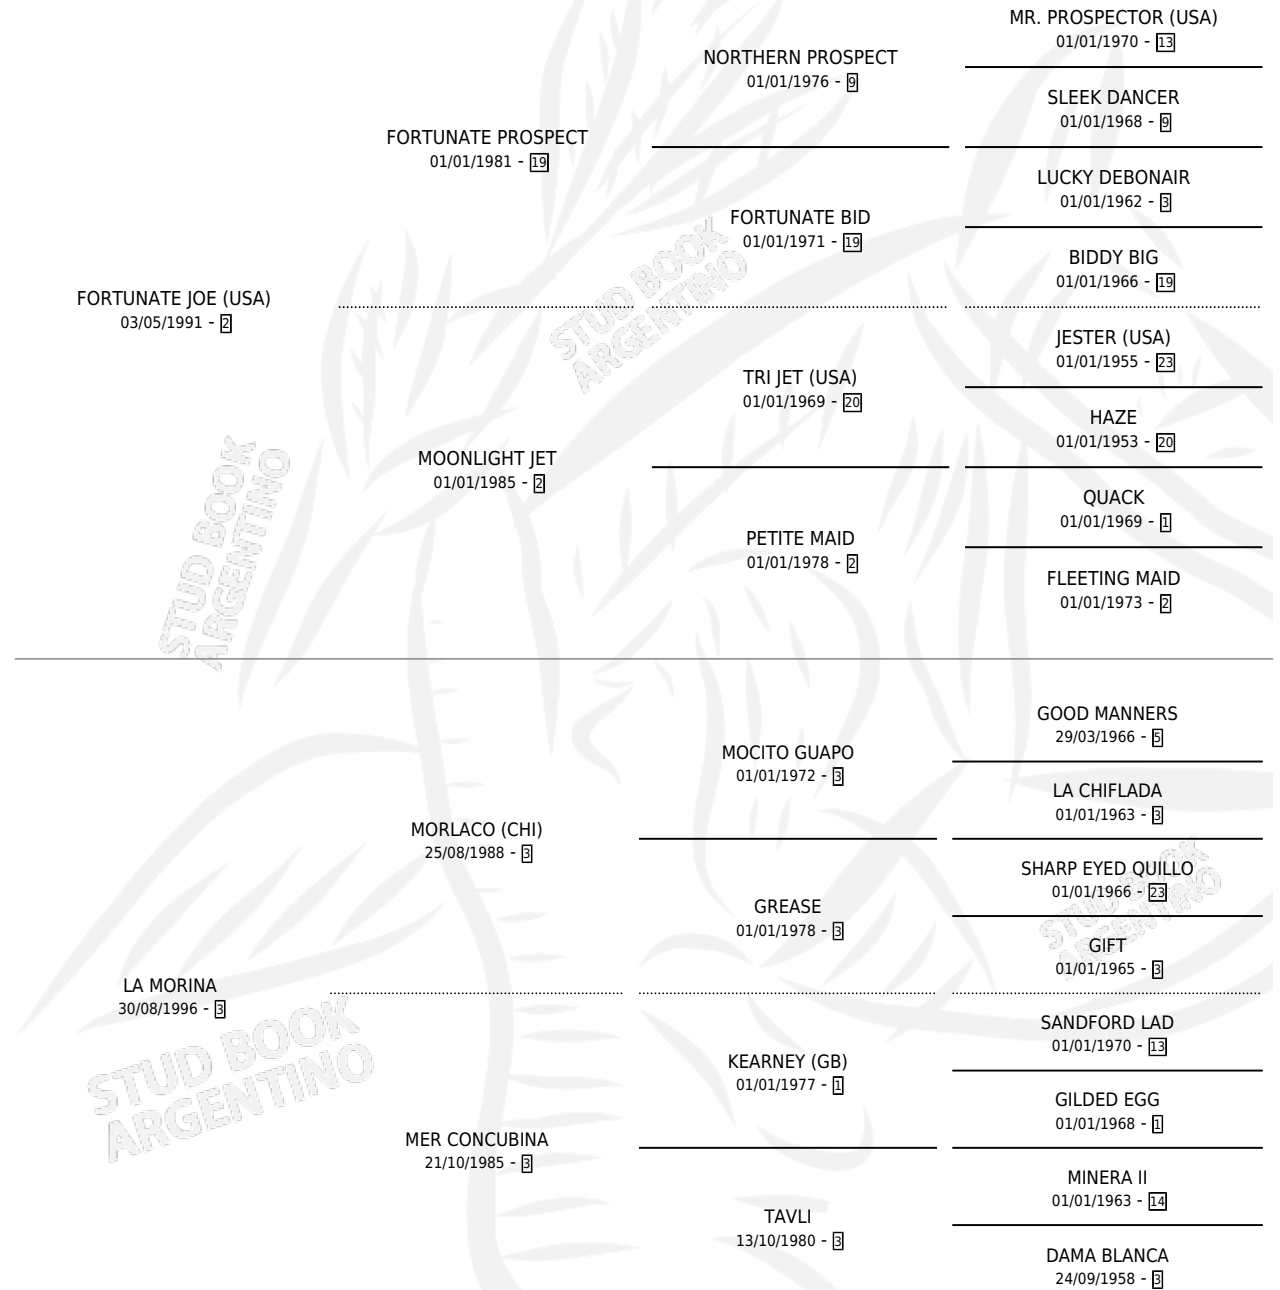 MR. PROSPECTOR (USA)
01/01/1970 - 13
NORTHERN PROSPECT
01/01/1976 - 9
SLEEK DANCER
01/01/1968 - 9
FORTUNATE PROSPECT
01/01/1981 - 19
LUCKY DEBONAIR
01/01/1962 - 3
FORTUNATE BID
01/01/1971 - 19
BIDDY BIG
01/01/1966 - 19
FORTUNATE JOE (USA)
03/05/1991 - 2
STUD BOOK
ARGENTINO
JESTER (USA)
01/01/1955 - 23
TRI JET (USA)
01/01/1969 - 20
HAZE
01/01/1953 - 20
MOONLIGHT JET
01/01/1985 - 2
QUACK
01/01/1969 - 1
PETITE MAID
01/01/1978 - 2
FLEETING MAID
01/01/1973 - 2
STUD BOOK
ARGENTINO
GOOD MANNERS
29/03/1966 - 5
MOCITO GUAPO
01/01/1972 - 3
LA CHIFLADA
01/01/1963 - 3
MORLACO (CHI)
25/08/1988 - 3
SHARP EYED QUILLO
01/01/1966 - 23
GREASE
01/01/1978 - 3
STUD BOOK
ARGENTINO
GIFT
01/01/1965 - 3
LA MORINA
30/08/1996 - 3
SANDFORD LAD
01/01/1970 - 13
KEARNEY (GB)
01/01/1977 - 1
STUD BOOK
ARGENTINO
GILDED EGG
01/01/1968 - 1
MER CONCUBINA
21/10/1985 - 3
MINERA II
01/01/1963 - 14
TAVLI
13/10/1980 - 3
DAMA BLANCA
24/09/1958 - 3